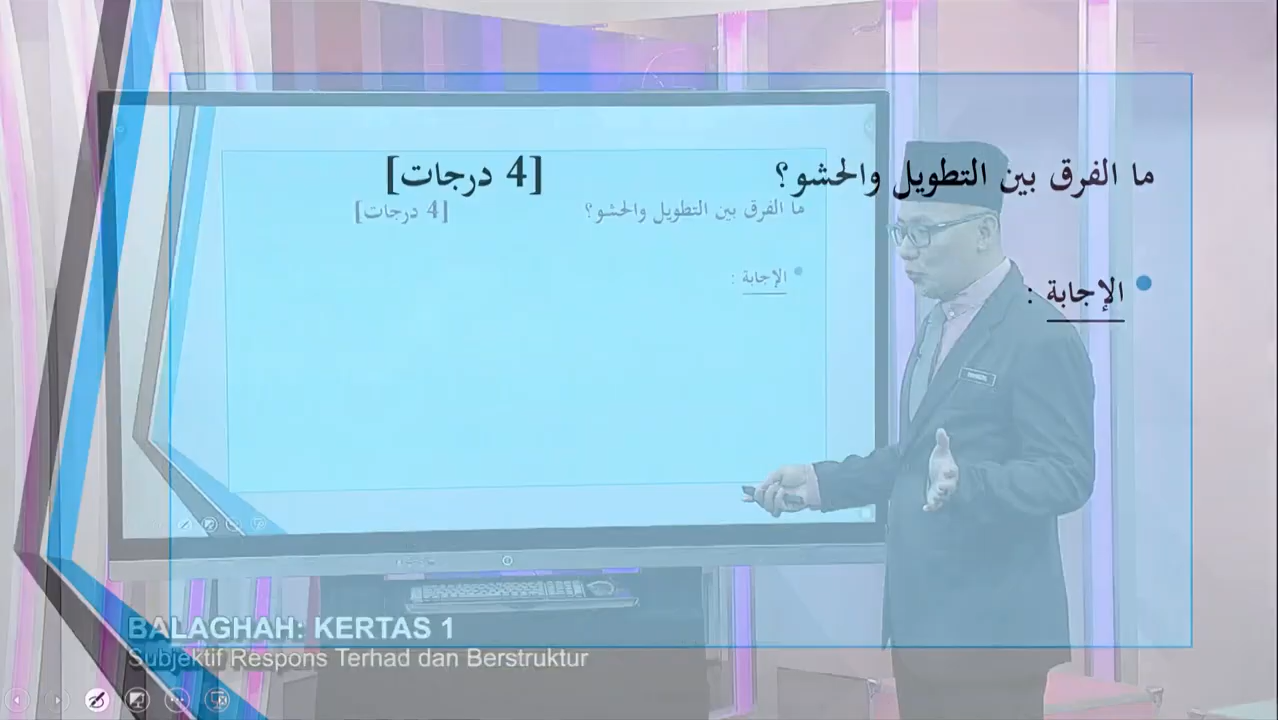 ما الفرق بين التطويل والحشو؟ [4 درجات]
الإجابة :
ما الفرق بين التطويل والحشو؟ [4 درجات]
الإجابة :
BALAGHAH: KERTAS 1
Subjektif Respons Terhad dan Berstruktur